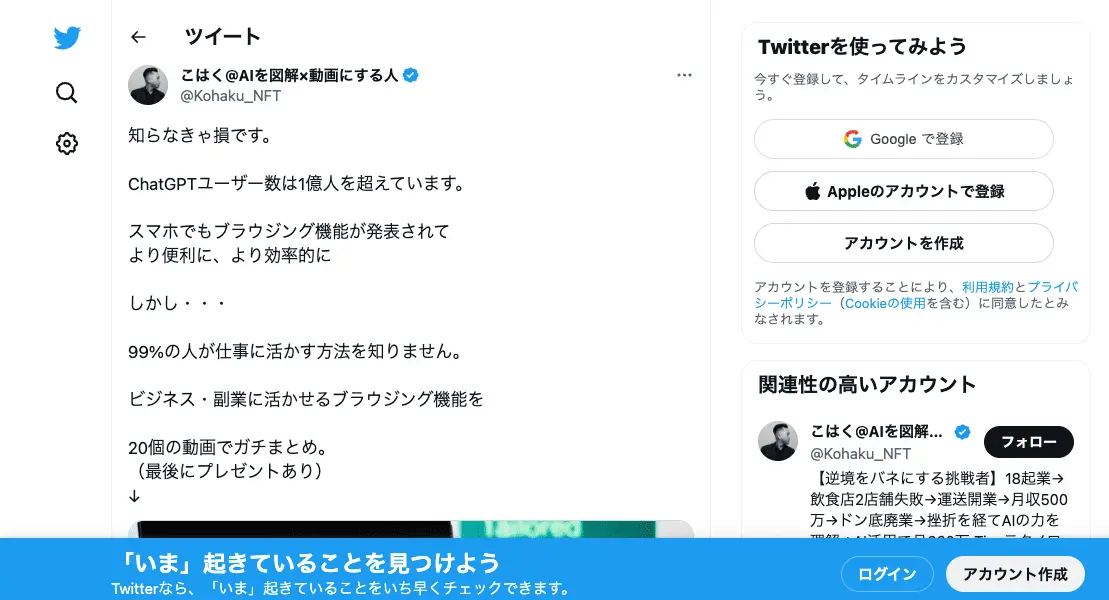 ツイート
こはく@AIを図解×動画にする人
@Kohaku_NFT
知らなきゃ損です。
ChatGPTユーザー数は1億人を超えています。
スマホでもブラウジング機能が発表されて
より便利に、より効率的に
しかし・・・
99%の人が仕事に活かす方法を知りません。
ビジネス・副業に活かせるブラウジング機能を
20個の動画でガチまとめ。
（最後にプレゼントあり）
↓
Tailored
Twitterを使ってみよう
今すぐ登録して、タイムラインをカスタマイズしましょ
う。
Google で登録
Appleのアカウントで登録
アカウントを作成
アカウントを登録することにより、利用規約とプライバ
シーポリシー（Cookieの使用を含む）に同意したとみ
なされます。
関連性の高いアカウント
こはく@AIを図解...
@Kohaku_NFT
フォロー
【逆境をバネにする挑戦者】18起業→
飲食店2店舗失敗→運送開業→月収500
万→ドン底廃業→挫折を経てAIの力を
「いま」起きていることを見つけよう
Twitterなら、「いま」起きていることをいち早くチェックできます。
ログイン
アカウント作成